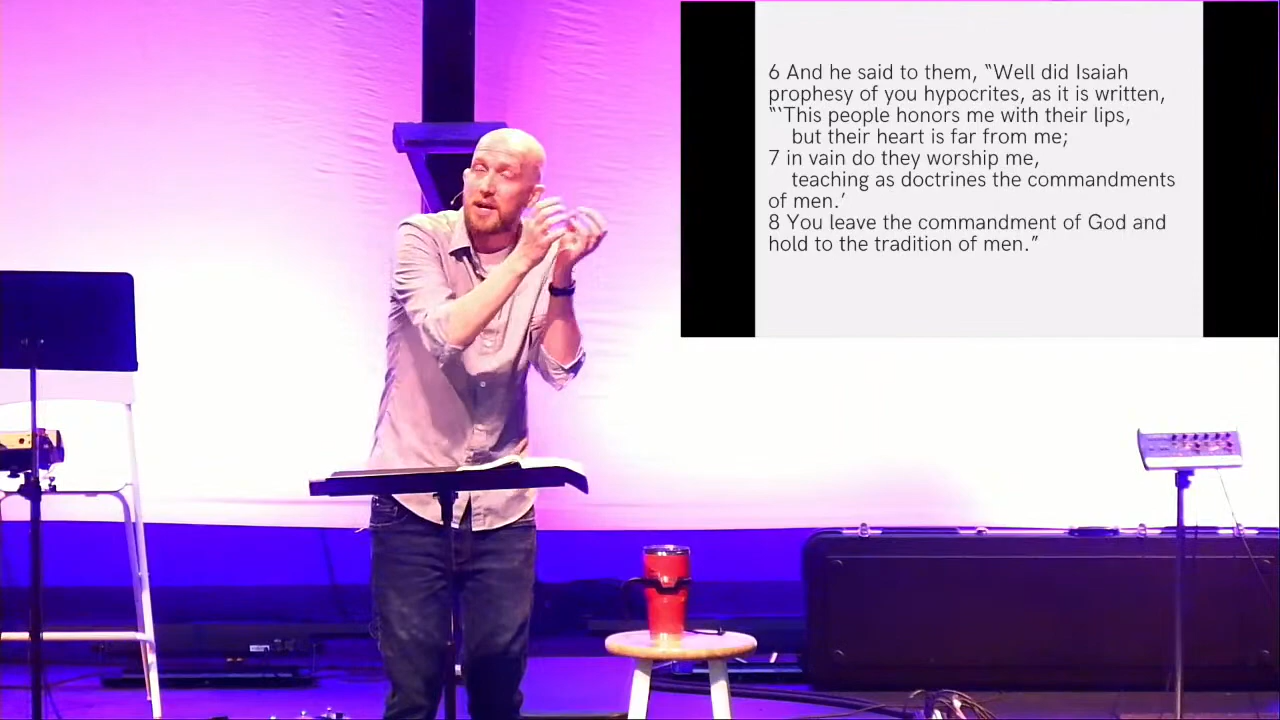 6 And he said to them, “Well did Isaiah
prophesy of you hypocrites, as it is written,
“‘This people honors me with their lips,
but their heart is far from me;
7 in vain do they worship me,
teaching as doctrines the commandments
of men.’
8 You leave the commandment of God and
hold to the tradition of men.”